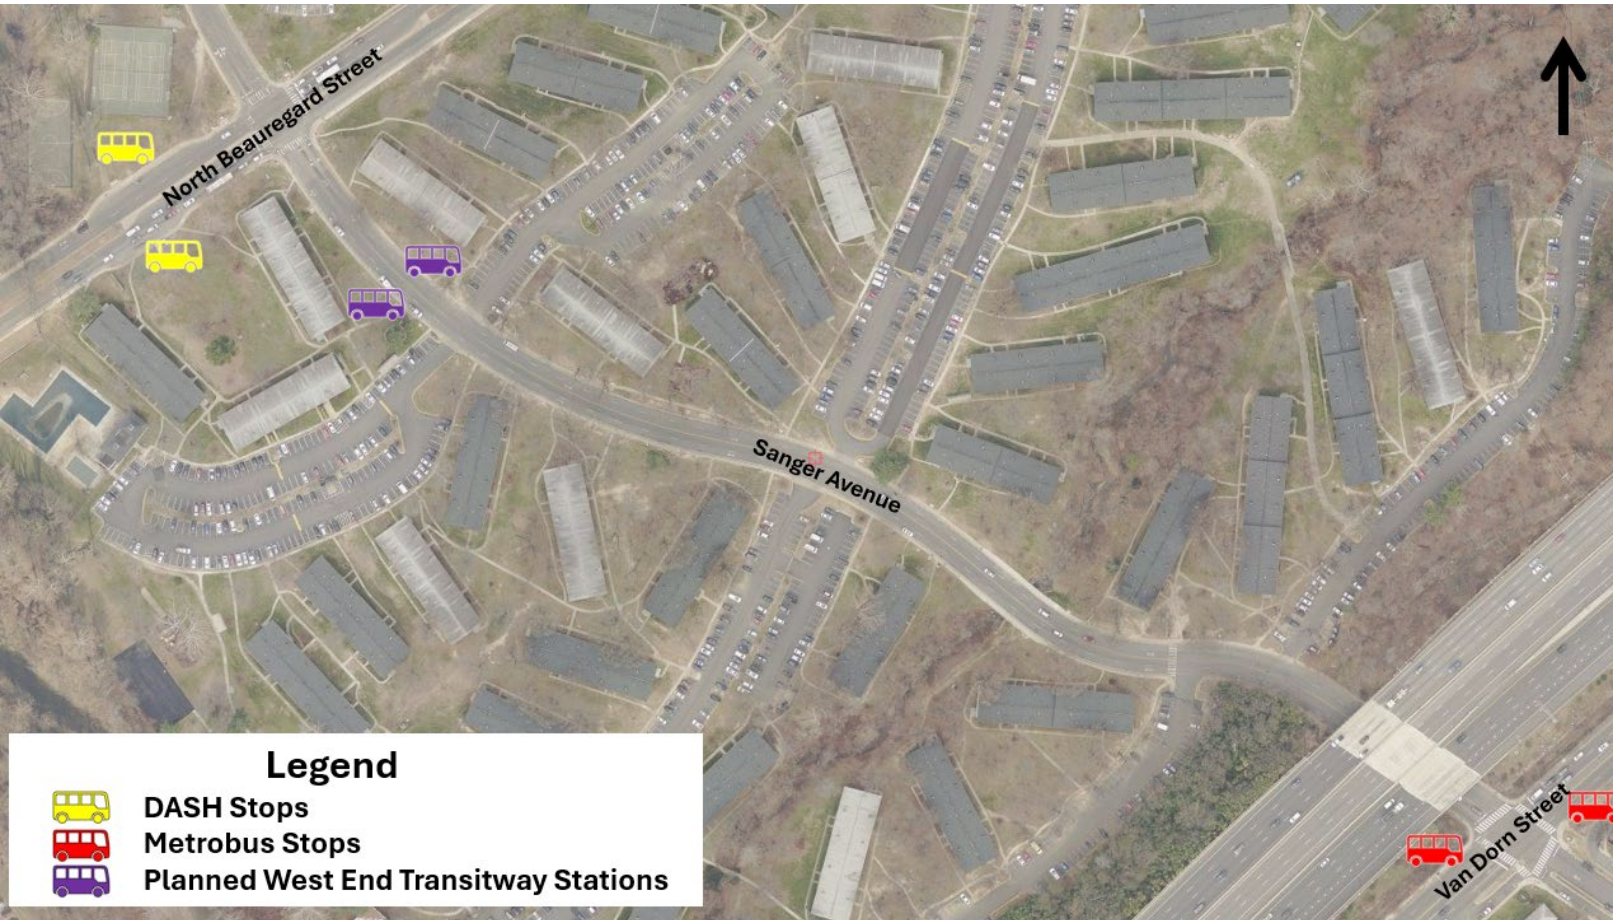 North Beauregard Street
Sanger Avenue
Van Dorn Street
Legend
DASH Stops
Metrobus Stops
Planned West End Transitway Stations